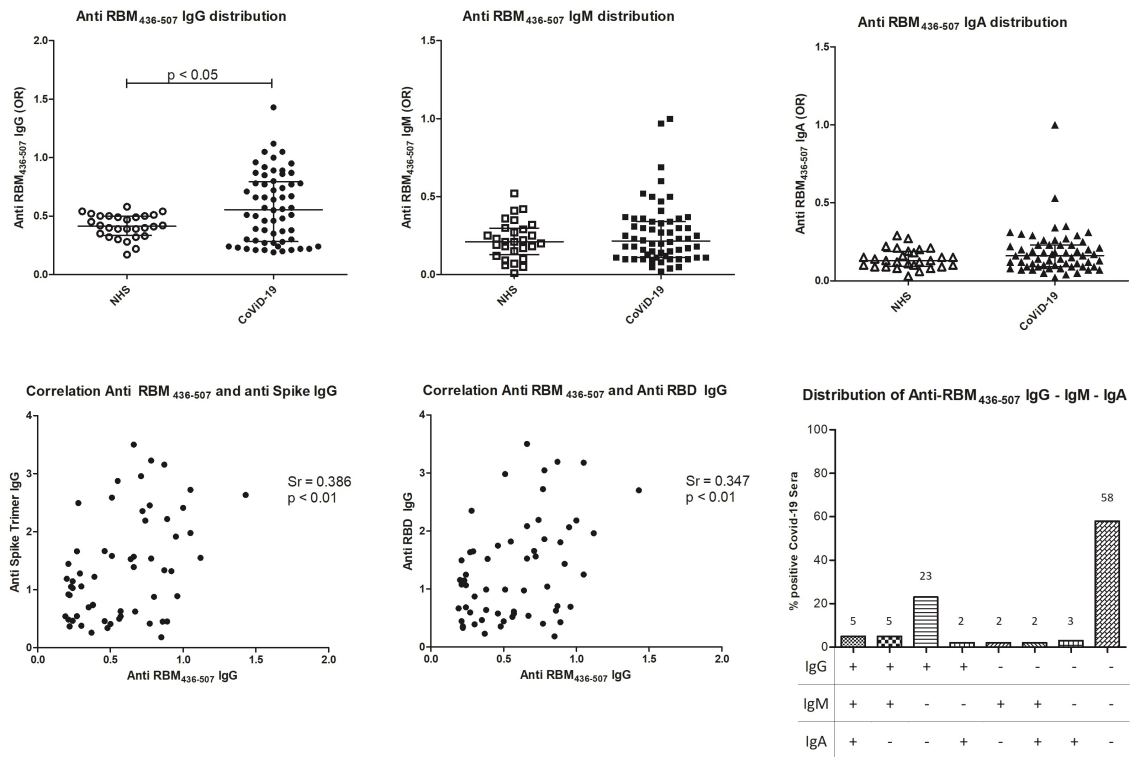 Anti RBM436-507 IgG distribution
Anti RBM436-507 IgG (OR)
2.0
1.5
1.0
0.5
0.0
p < 0.05
NHS
CoViD-19
Anti RBM436-507 IgM distribution
Anti RBM436-507 IgM (OR)
1.5
1.0
0.5
0.0
NHS
CoViD-19
Anti RBM436-507 IgA distribution
Anti RBM436-507 IgA (OR)
1.5
1.0
0.5
0.0
NHS
CoViD-19
Correlation Anti RBM 436-507 and anti Spike IgG
Anti Spike Trimer IgG
4
3
2
1
0
Sr = 0.386
p < 0.01
0.0 0.5 1.0 1.5 2.0
Anti RBM436-507 IgG
Correlation Anti RBM 436-507 and Anti RBD IgG
Anti RBD IgG
4
3
2
1
0
Sr = 0.347
p < 0.01
0.0 0.5 1.0 1.5 2.0
Anti RBM436-507 IgG
Distribution of Anti-RBM436-507 IgG - IgM - IgA
% positive Covid-19 Sera
100
80
60
40
20
0
5 5 23 2 2 2 3 58
IgG + + + + - - - -
IgM + + - - + + - -
IgA + - - + - + + -